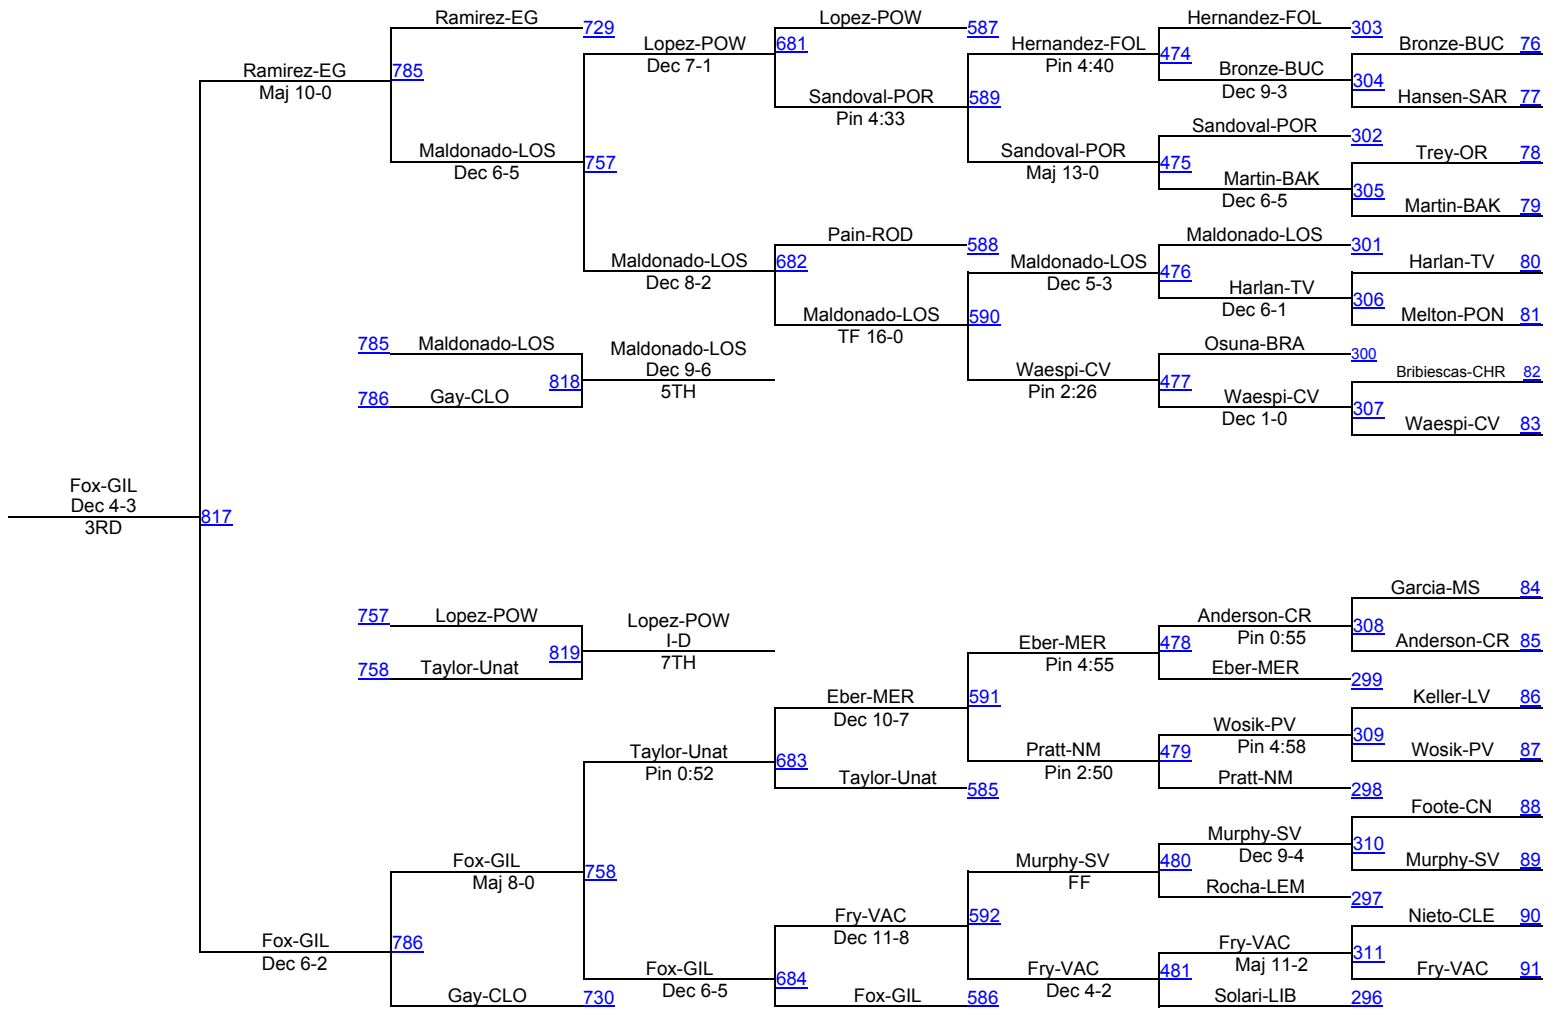 Ramirez-EG
729
Lopez-POW
587
Hernandez-FOL
303
Lopez-POW
Dec 7-1
681
Hernandez-FOL
Pin 4:40
474
Bronze-BUC
76
Ramirez-EG
Maj 10-0
785
Bronze-BUC
Dec 9-3
304
Sandoval-POR
Pin 4:33
589
Hansen-SAR
77
Sandoval-POR
302
Maldonado-LOS
Dec 6-5
757
Sandoval-POR
Maj 13-0
475
Trey-OR
78
Martin-BAK
Dec 6-5
305
Martin-BAK
79
Pain-ROD
588
Maldonado-LOS
301
Maldonado-LOS
Dec 8-2
682
Maldonado-LOS
Dec 5-3
476
Harlan-TV
80
Harlan-TV
Dec 6-1
306
Maldonado-LOS
TF 16-0
590
Melton-PON
81
785
Maldonado-LOS
Maldonado-LOS
Dec 9-6
5TH
Osuna-BRA
300
818
Waespi-CV
Pin 2:26
477
Bribiescas-CHR
82
786
Gay-CLO
Waespi-CV
Dec 1-0
307
Waespi-CV
83
Fox-GIL
Dec 4-3
3RD
817
Garcia-MS
84
757
Lopez-POW
Lopez-POW
I-D
7TH
Anderson-CR
Pin 0:55
308
819
Eber-MER
Pin 4:55
478
Anderson-CR
85
758
Taylor-Unat
Eber-MER
299
Eber-MER
Dec 10-7
591
Keller-LV
86
Wosik-PV
Pin 4:58
309
Taylor-Unat
Pin 0:52
683
Pratt-NM
Pin 2:50
479
Wosik-PV
87
Taylor-Unat
585
Pratt-NM
298
Foote-CN
88
Murphy-SV
Dec 9-4
310
Fox-GIL
Maj 8-0
758
Murphy-SV
FF
480
Murphy-SV
89
Rocha-LEM
297
Fry-VAC
Dec 11-8
592
Nieto-CLE
90
Fox-GIL
Dec 6-2
786
Fry-VAC
Maj 11-2
311
Fox-GIL
Dec 6-5
684
Fry-VAC
Dec 4-2
481
Fry-VAC
91
Gay-CLO
730
Fox-GIL
586
Solari-LIB
296